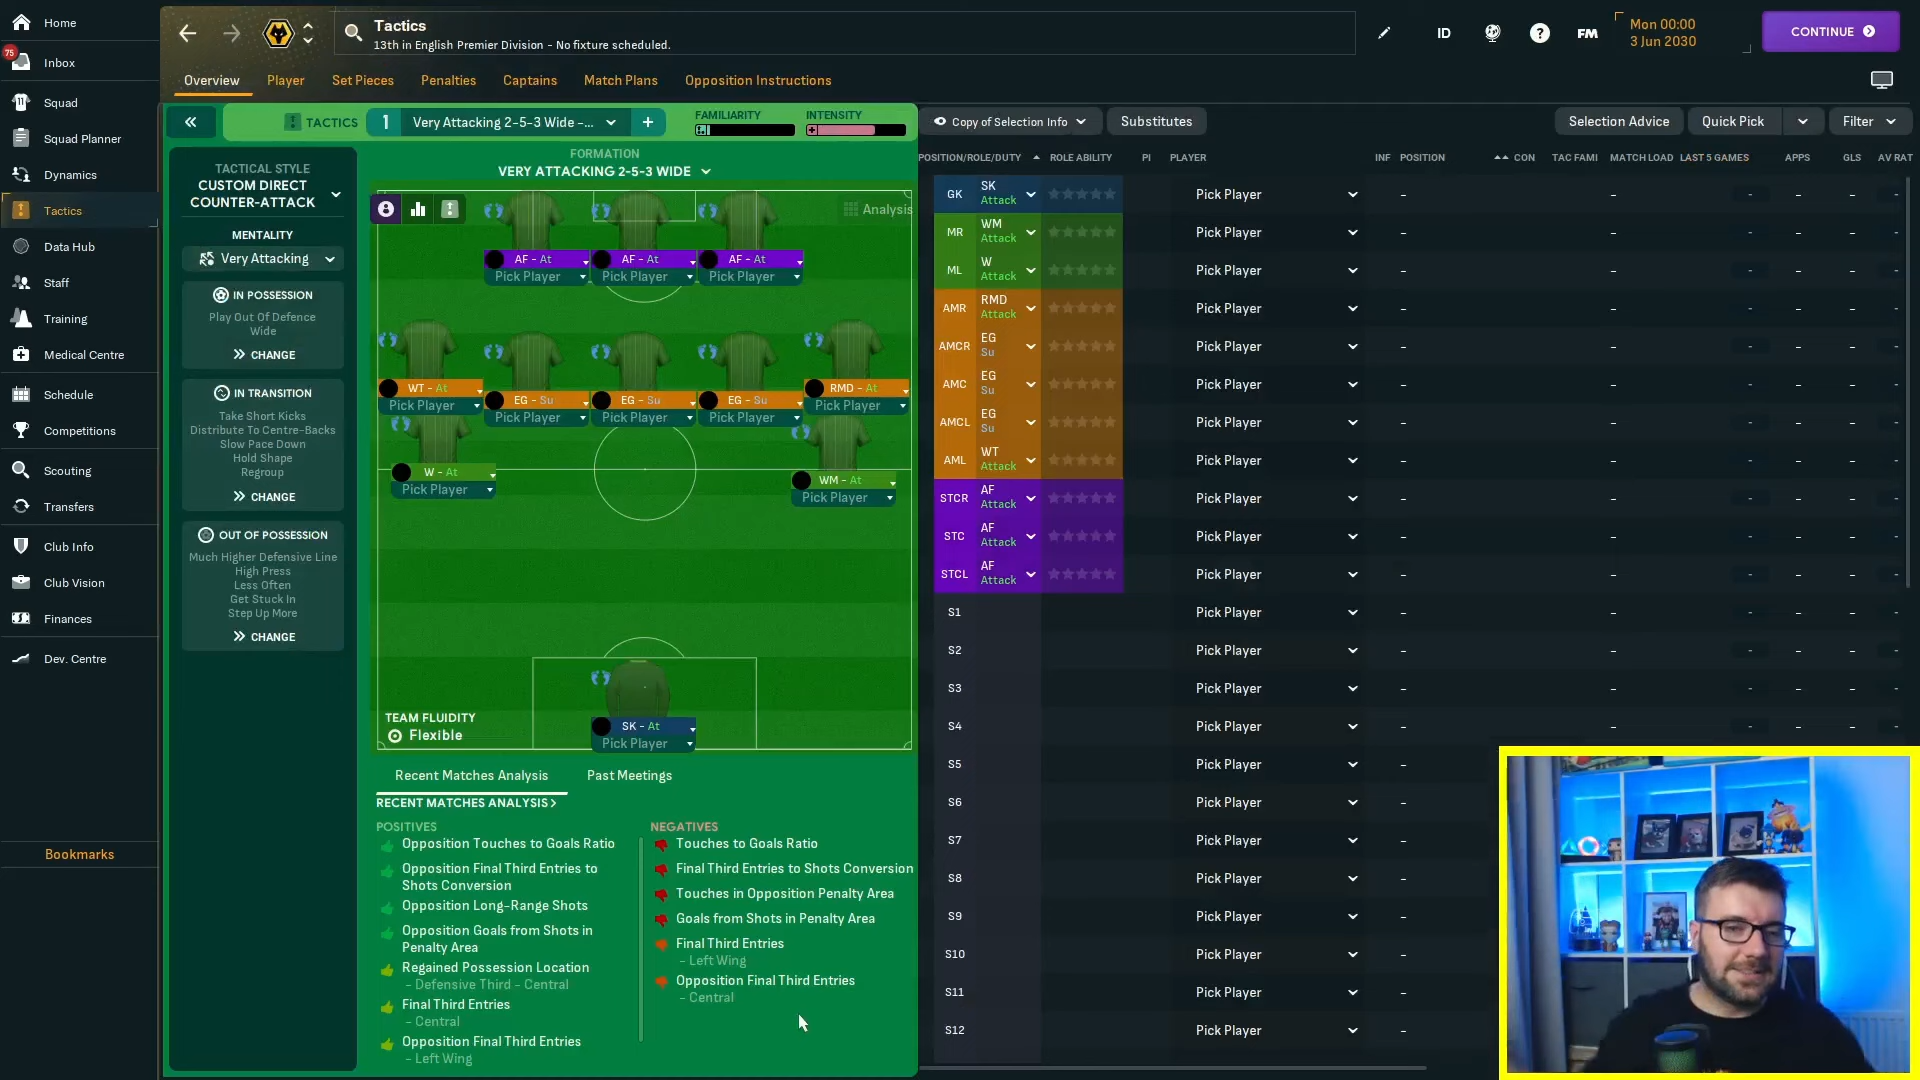 Home
75
Inbox
Squad
Squad Planner
Dynamics
Tactics
Data Hub
Staff
Training
Medical Centre
Schedule
Competitions
Scouting
Transfers
Club Info
Club Vision
Finances
Dev. Centre
Bookmarks
Tactics
13th in English Premier Division - No fixture scheduled.
ID
FM
Mon 00:00
3 Jun 2030
CONTINUE
Overview
Player
Set Pieces
Penalties
Captains
Match Plans
Opposition Instructions
TACTICS
1
Very Attacking 2-5-3 Wide -...
FAMILIARITY
INTENSITY
TACTICAL STYLE
CUSTOM DIRECT
COUNTER-ATTACK
MENTALITY
Very Attacking
IN POSSESSION
Play Out Of Defence
Wide
CHANGE
IN TRANSITION
Take Short Kicks
Distribute To Centre-Backs
Slow Pace Down
Hold Shape
Regroup
CHANGE
OUT OF POSSESSION
Much Higher Defensive Line
High Press
Less Often
Get Stuck In
Step Up More
CHANGE
FORMATION
VERY ATTACKING 2-5-3 WIDE
Analysis
AF - At
Pick Player
AF - At
Pick Player
AF - At
Pick Player
WT - At
Pick Player
EG - Su
Pick Player
EG - Su
Pick Player
EG - Su
Pick Player
RMD - At
Pick Player
W - At
Pick Player
WM - At
Pick Player
SK - At
Pick Player
TEAM FLUIDITY
Flexible
Recent Matches Analysis
Past Meetings
RECENT MATCHES ANALYSIS >
POSITIVES
Opposition Touches to Goals Ratio
Opposition Final Third Entries to
Shots Conversion
Opposition Long-Range Shots
Opposition Goals from Shots in
Penalty Area
Regained Possession Location
- Defensive Third - Central
Final Third Entries
- Central
Opposition Final Third Entries
- Left Wing
NEGATIVES
Touches to Goals Ratio
Final Third Entries to Shots Conversion
Touches in Opposition Penalty Area
Goals from Shots in Penalty Area
Final Third Entries
- Left Wing
Opposition Final Third Entries
- Central
Copy of Selection Info
Substitutes
Selection Advice
Quick Pick
Filter
POSITION/ROLE/DUTY
ROLE ABILITY
PI
PLAYER
INF
POSITION
CON
TAC FAMI
MATCH LOAD
LAST 5 GAMES
APPS
GLS
AV RAT
GK SK Attack Pick Player - - - - - -
MR WM Attack Pick Player - - - - - -
ML W Attack Pick Player - - - - - -
AMR RMD Attack Pick Player - - - - - -
AMCR EG Su Pick Player - - - - - -
AMC EG Su Pick Player - - - - - -
AMCL EG Su Pick Player - - - - - -
AML WT Attack Pick Player - - - - - -
STCR AF Attack Pick Player - - - - - -
STC AF Attack Pick Player - - - - - -
STCL AF Attack Pick Player - - - - - -
S1 Pick Player - - - - - -
S2 Pick Player - - - - - -
S3 Pick Player - - - - - -
S4 Pick Player - - - - - -
S5 Pick Player -
S6 Pick Player -
S7 Pick Player -
S8 Pick Player -
S9 Pick Player -
S10 Pick Player -
S11 Pick Player -
S12 Pick Player -